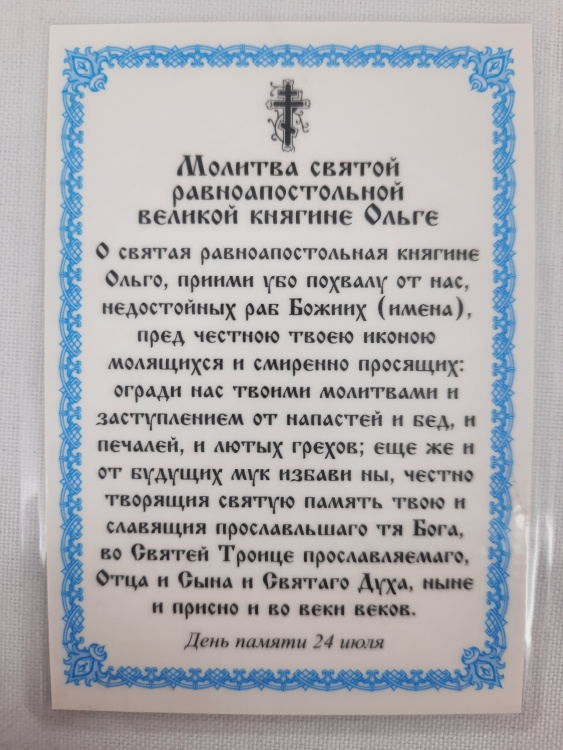 Молитва святой
равноапостольной
великой княгине Ольге
О святая равноапостольная княгине
Ольго, приими убо похвалу от нас,
недостойных раб Божиих (имена),
пред честною твоею иконою
молящихся и смиренно просящих:
огради нас твоими молитвами и
заступлением от напастей и бед, и
печалей, и лютых грехов; еще же и
от будущих мук избави ны, честно
творящия святую память твою и
славящия прославльшаго тя Бога,
во Святей Троице прославляемаго,
Отца и Сына и Святаго Духа, ныне
и присно и во веки веков.
День памяти 24 июля